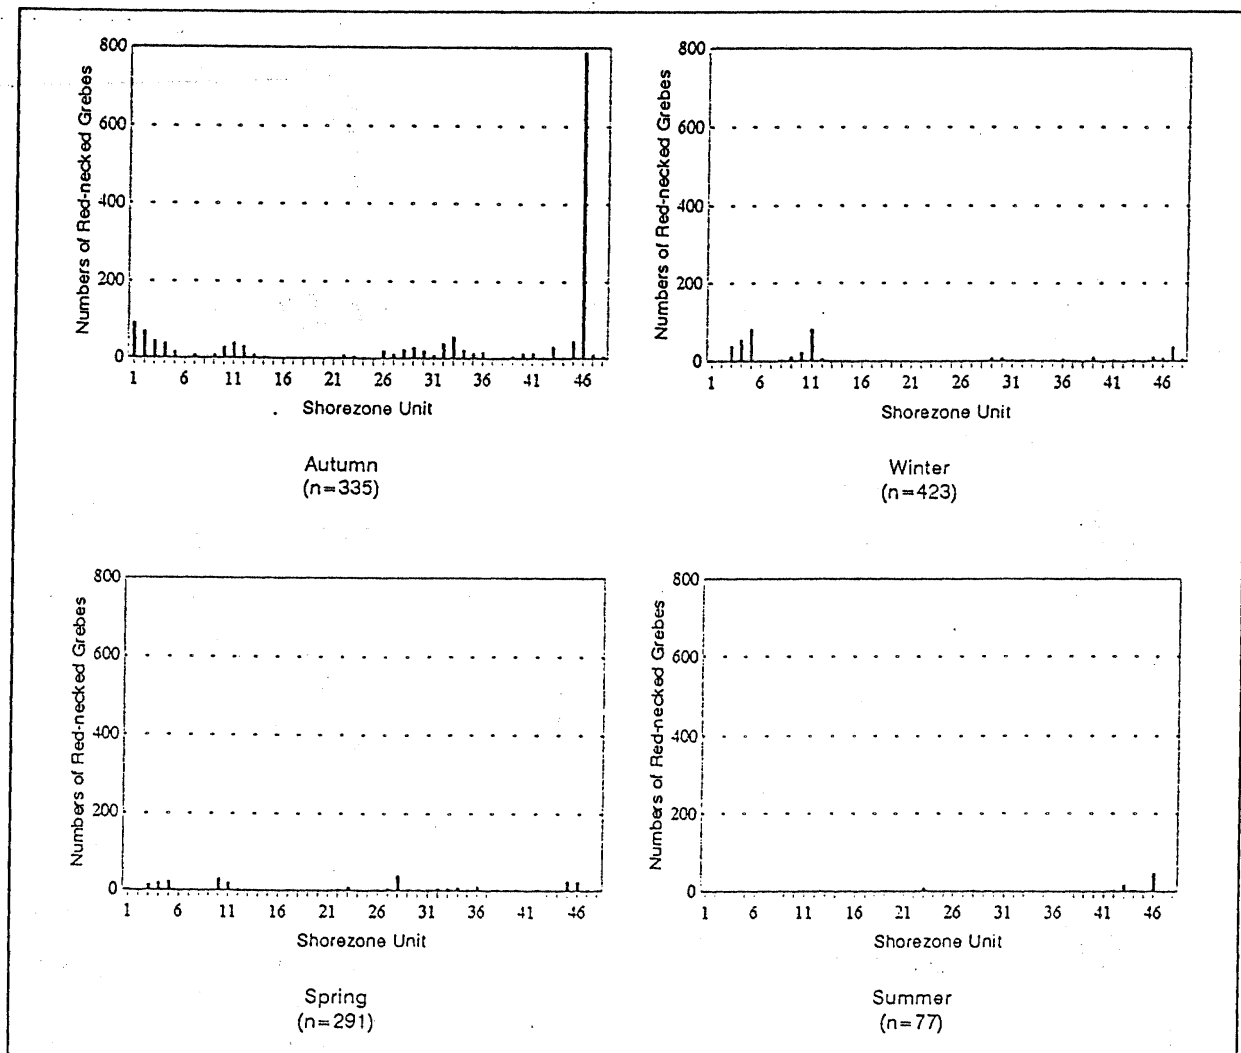 Numbers of Red-necked Grebes
800
600
400
200
0
1 6 11 16 21 26 31 36 41 46
Shorezone Unit
Autumn
(n=335)
Numbers of Red-necked Grebes
800
600
400
200
0
1 6 11 16 21 26 31 36 41 46
Shorezone Unit
Winter
(n=423)
Numbers of Red-necked Grebes
800
600
400
200
0
1 6 11 16 21 26 31 36 41 46
Shorezone Unit
Spring
(n=291)
Numbers of Red-necked Grebes
800
600
400
200
0
1 6 11 16 21 26 31 36 41 46
Shorezone Unit
Summer
(n=77)